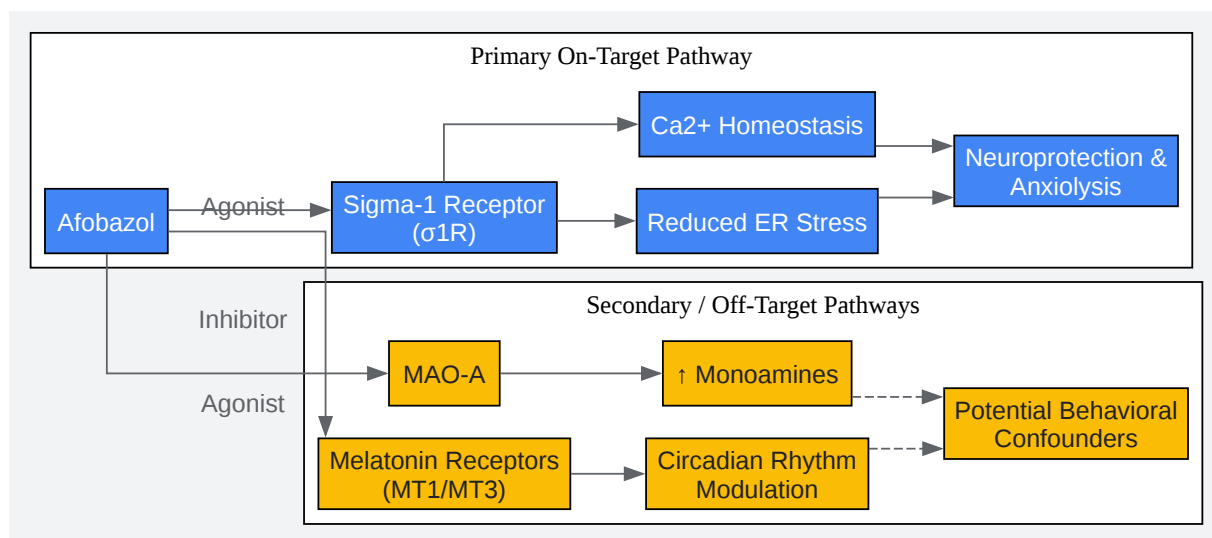 Primary On-Target Pathway
Ca2+ Homeostasis
Neuroprotection &
Anxiolysis
Afobazol
Agonist
Sigma-1 Receptor
(σ1R)
Reduced ER Stress
Secondary / Off-Target Pathways
Inhibitor
MAO-A
↑ Monoamines
Agonist
Potential Behavioral
Confounders
Melatonin Receptors
(MT1/MT3)
Circadian Rhythm
Modulation